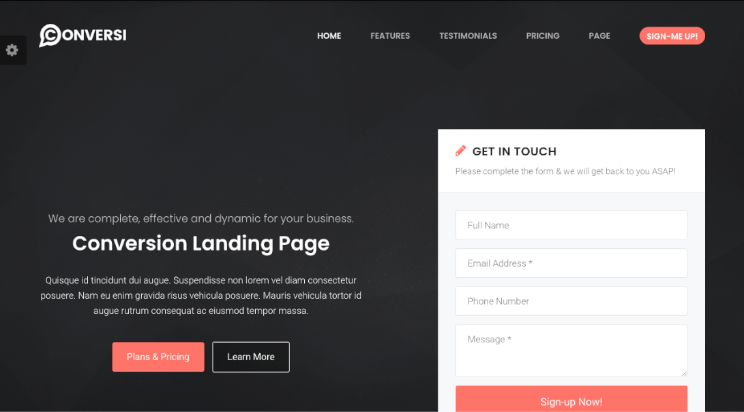 CONVERSI
HOME
FEATURES
TESTIMONIALS
PRICING
PAGE
SIGN-ME UP!
We are complete, effective and dynamic for your business.
Conversion Landing Page
Quisque id tincidunt dui augue. Suspendisse non lorem vel diam consectetur
posuere. Nam eu enim gravida risus vehicula posuere. Mauris vehicula tortor id
augue rutrum consequat ac eiusmod tempor massa.
Plans & Pricing
Learn More
GET IN TOUCH
Please complete the form & we will get back to you ASAP!
Full Name
Email Address *
Phone Number
Message *
Sign-up Now!